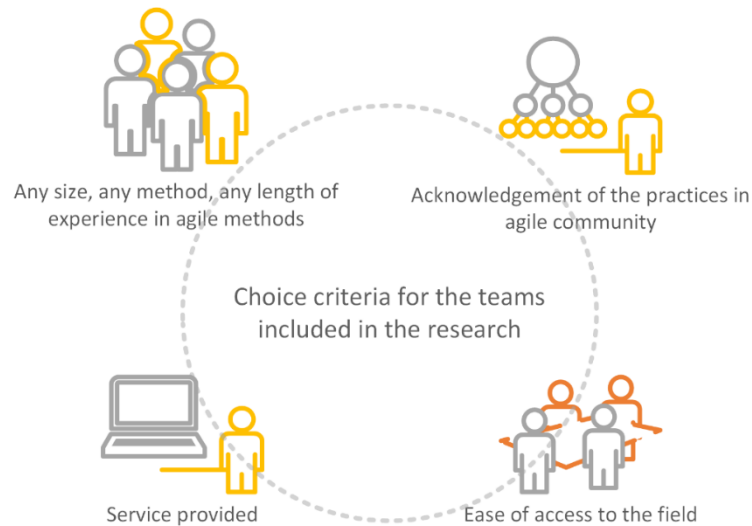 Any size, any method, any length of
experience in agile methods
Acknowledgement of the practices in
agile community
Choice criteria for the teams
included in the research
Service provided
Ease of access to the field